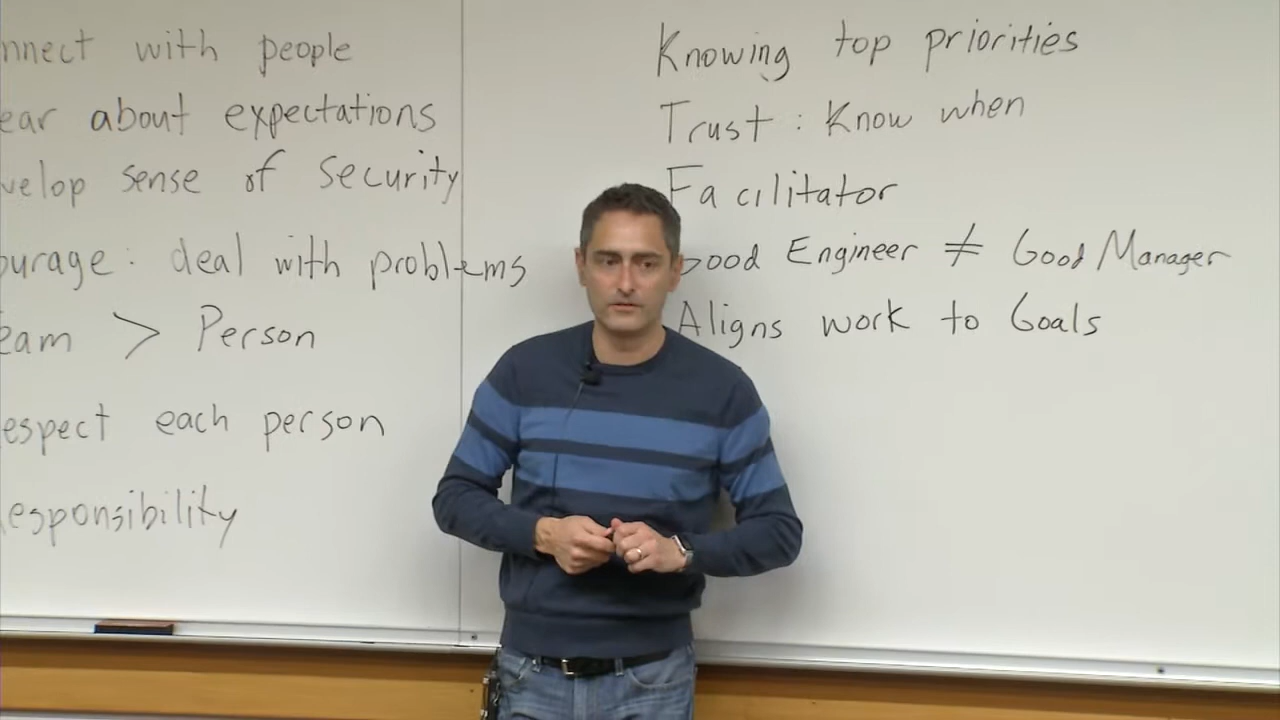 nnect with people
ear about expectations
velop sense of security
ourage: deal with problems
eam > Person
espect each person
esponsibility
Knowing top priorities
Trust: Know when
Facilitator
Good Engineer ≠ Good Manager
Aligns work to Goals